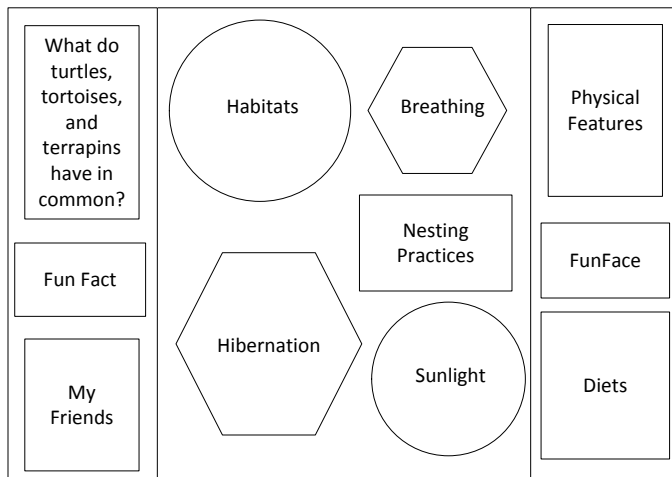 What do
turtles,
tortoises,
and
terrapins
have in
common?
Fun Fact
My
Friends
Habitats
Breathing
Nesting
Practices
Hibernation
Sunlight
Physical
Features
FunFace
Diets